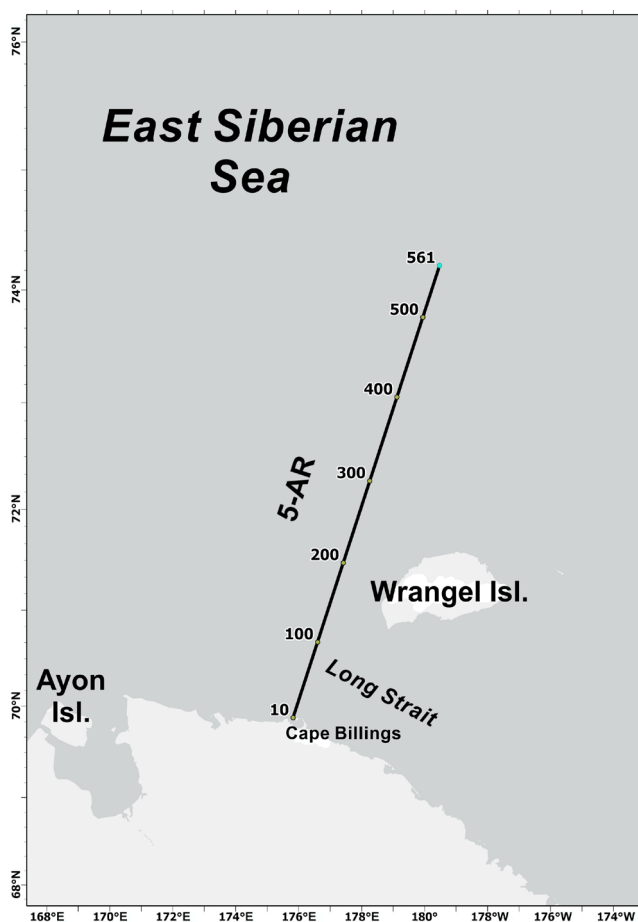 76°N
East Siberian
Sea
561
74°N
500
400
5-AR
300
72°N
200
Wrangel Isl.
100
Long Strait
Ayon
Isl.
70°N
10
Cape Billings
68°N
168°E 170°E 172°E 174°E 176°E 178°E 180° 178°W 176°W 174°W